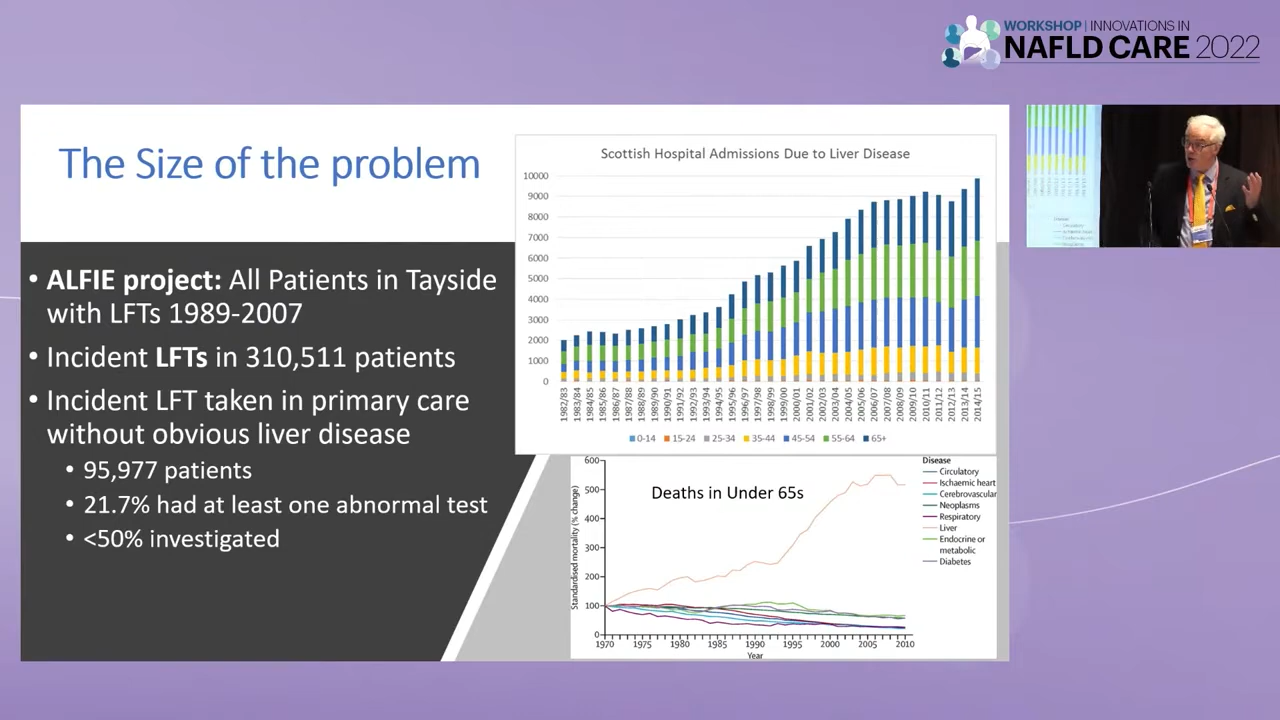 WORKSHOP | INNOVATIONS IN
NAFLD CARE 2022
The Size of the problem
• ALFIE project: All Patients in Tayside
with LFTs 1989-2007
• Incident LFTs in 310,511 patients
• Incident LFT taken in primary care
without obvious liver disease
• 95,977 patients
• 21.7% had at least one abnormal test
• <50% investigated
Scottish Hospital Admissions Due to Liver Disease
10000
9000
8000
7000
6000
5000
4000
3000
2000
1000
0
1982/83
1983/84
1984/85
1985/86
1986/87
1987/88
1988/89
1989/90
1990/91
1991/92
1992/93
1993/94
1994/95
1995/96
1996/97
1997/98
1998/99
1999/00
2000/01
2001/02
2002/03
2003/04
2004/05
2005/06
2006/07
2007/08
2008/09
2009/10
2010/11
2011/12
2012/13
2013/14
2014/15
0-14 15-24 25-34 35-44 45-54 55-64 65+
Deaths in Under 65s
Standardised mortality (% change)
600
500
400
300
200
100
0
1970 1975 1980 1985 1990 1995 2000 2005 2010
Year
Disease
Circulatory
Ischaemic heart
Cerebrovascular
Neoplasms
Respiratory
Liver
Endocrine or
metabolic
Diabetes